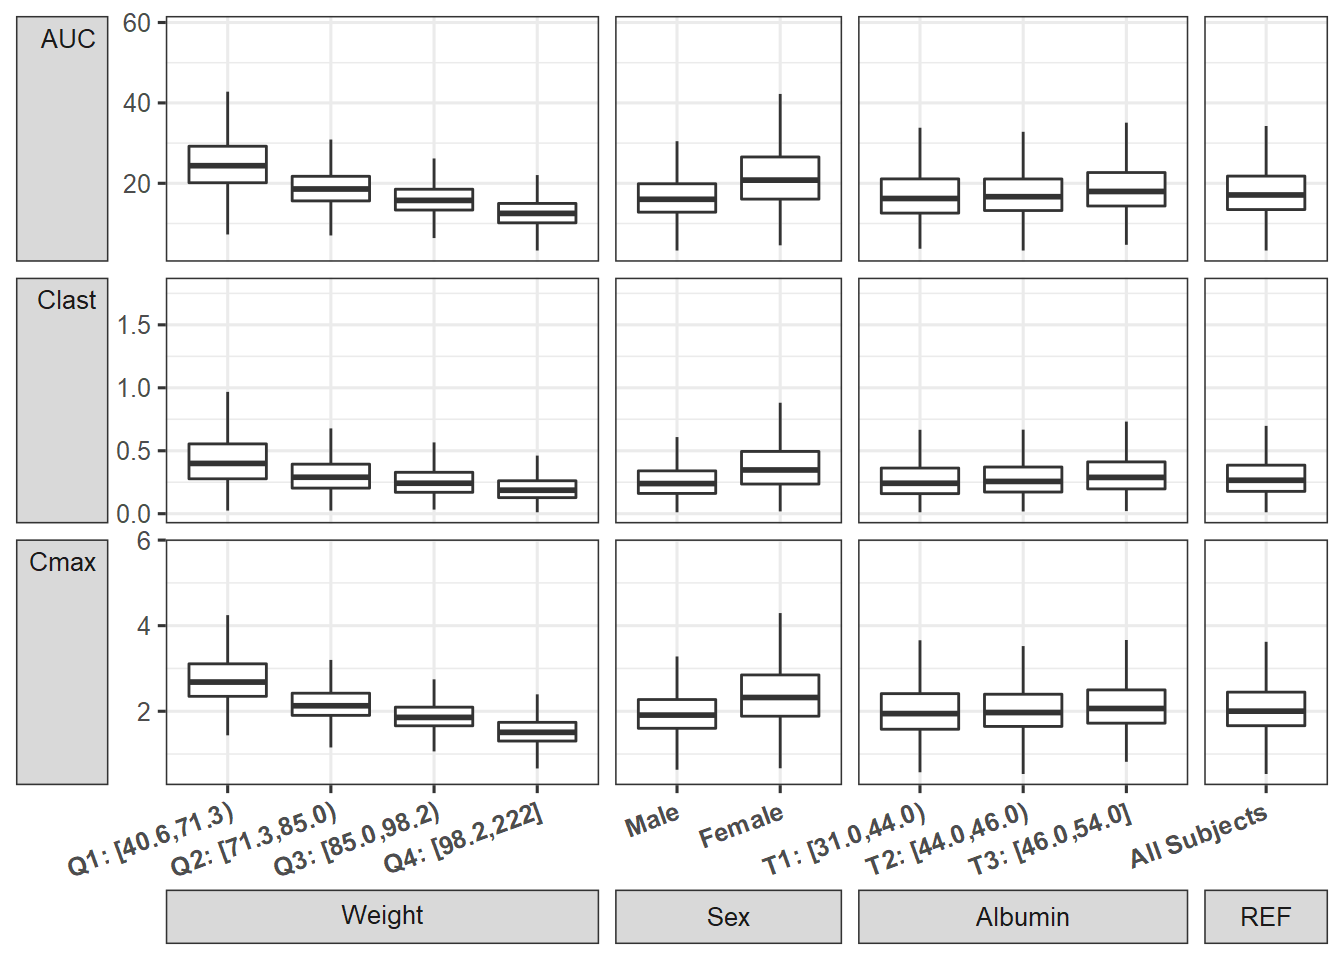 AUC
60
40
20
Clast
1.5
1.0
0.5
0.0
Cmax
6
4
2
Q1: [40.6,71.3)
Q2: [71.3,85.0)
Q3: [85.0,98.2)
Q4: [98.2,222]
Male
Female
T1: [31.0,44.0)
T2: [44.0,46.0)
T3: [46.0,54.0]
All Subjects
Weight
Sex
Albumin
REF